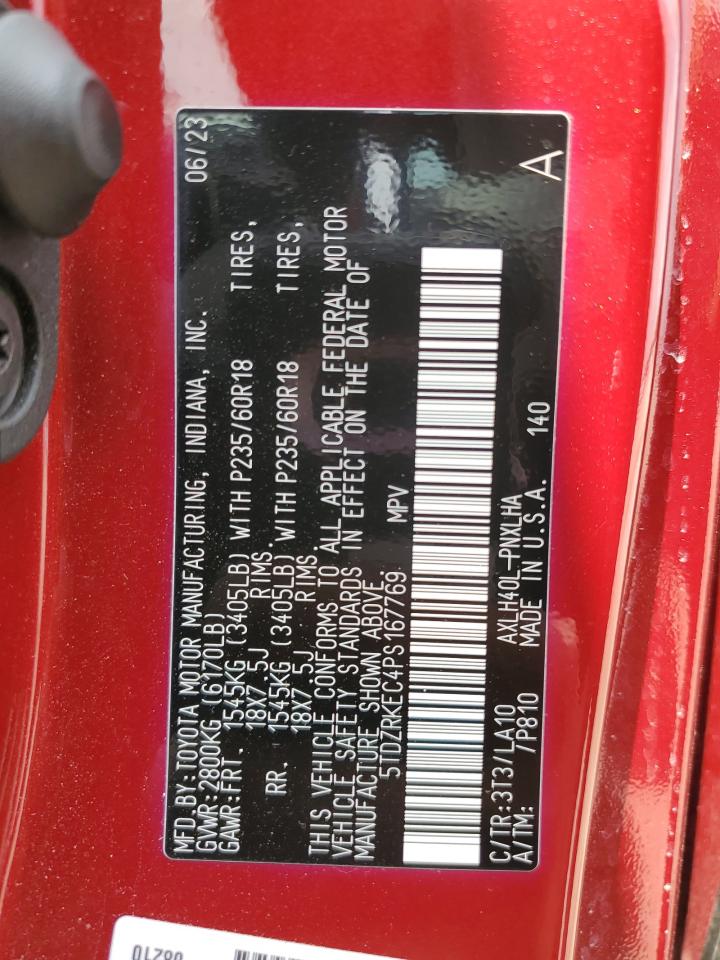 MFD.BY:TOYOTA MOTOR MANUFACTURING, INDIANA, INC. 06/23
GVWR:2800KG (6170LB)
GAWR:FRT. 1545KG (3405LB) WITH P235/60R18 TIRES,
18X7.5J RIMS
RR. 1545KG (3405LB) WITH P235/60R18 TIRES,
18X7.5J RIMS.
THIS VEHICLE CONFORMS TO ALL APPLICABLE FEDERAL MOTOR
VEHICLE SAFETY STANDARDS IN EFFECT ON THE DATE OF
MANUFACTURE SHOWN ABOVE.
5TDZRKEC4PS167769 MPV
C/TR:3T3/LA10 AXLH40L-PNXLHA
A/TM: /P810 MADE IN U.S.A. 140 A